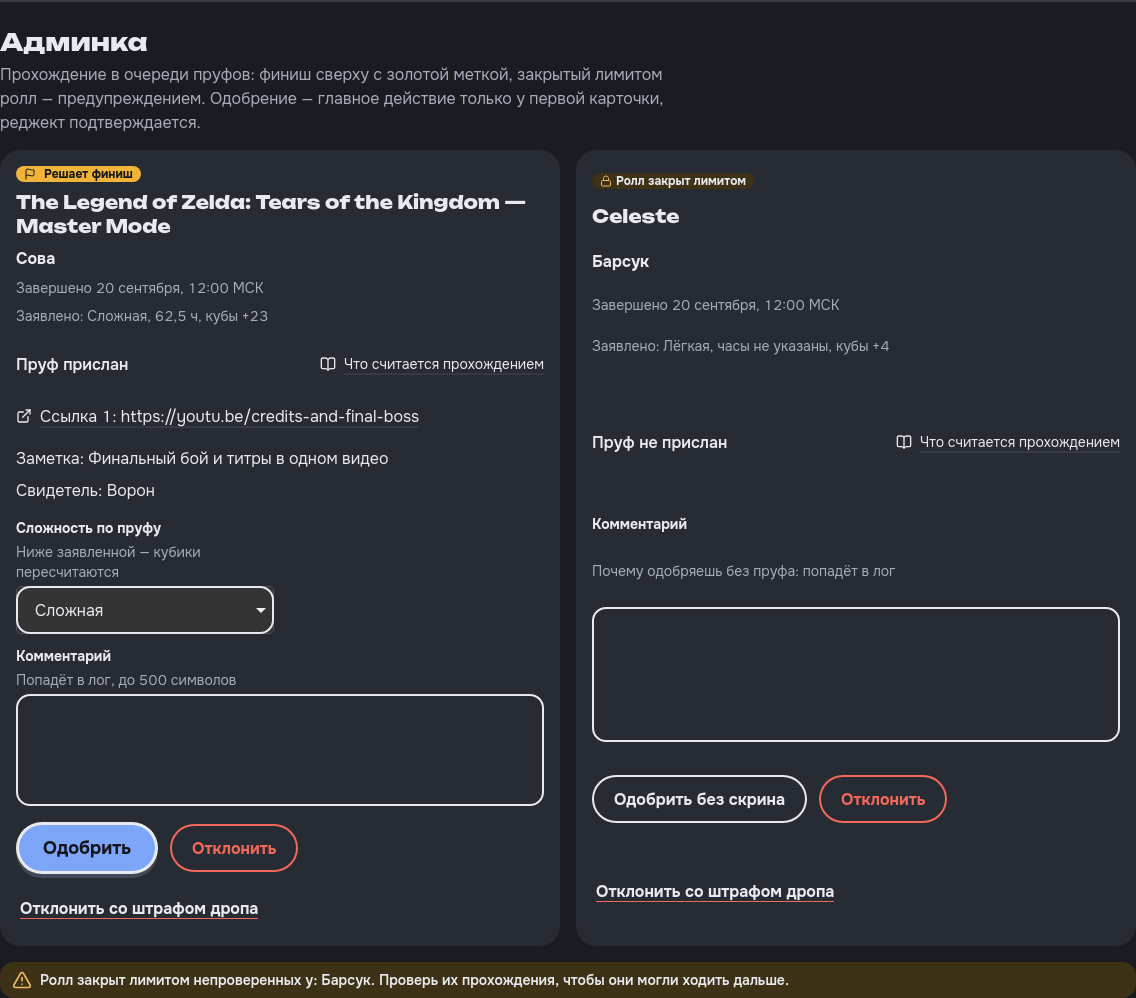 Админка
Прохождение в очереди пруфов: финиш сверху с золотой меткой, закрытый лимитом
ролл — предупреждением. Одобрение — главное действие только у первой карточки,
реджект подтверждается.
Решает финиш
The Legend of Zelda: Tears of the Kingdom —
Master Mode
Сова
Завершено 20 сентября, 12:00 МСК
Заявлено: Сложная, 62,5 ч, кубы +23
Пруф прислан
Что считается прохождением
Ссылка 1: https://youtu.be/credits-and-final-boss
Заметка: Финальный бой и титры в одном видео
Свидетель: Ворон
Сложность по пруфу
Ниже заявленной — кубики
пересчитаются
Сложная
Комментарий
Попадёт в лог, до 500 символов
Одобрить
Отклонить
Отклонить со штрафом дропа
Ролл закрыт лимитом
Celeste
Барсук
Завершено 20 сентября, 12:00 МСК
Заявлено: Лёгкая, часы не указаны, кубы +4
Пруф не прислан
Что считается прохождением
Комментарий
Почему одобряешь без пруфа: попадёт в лог
Одобрить без скрина
Отклонить
Отклонить со штрафом дропа
Ролл закрыт лимитом непроверенных у: Барсук. Проверь их прохождения, чтобы они могли ходить дальше.